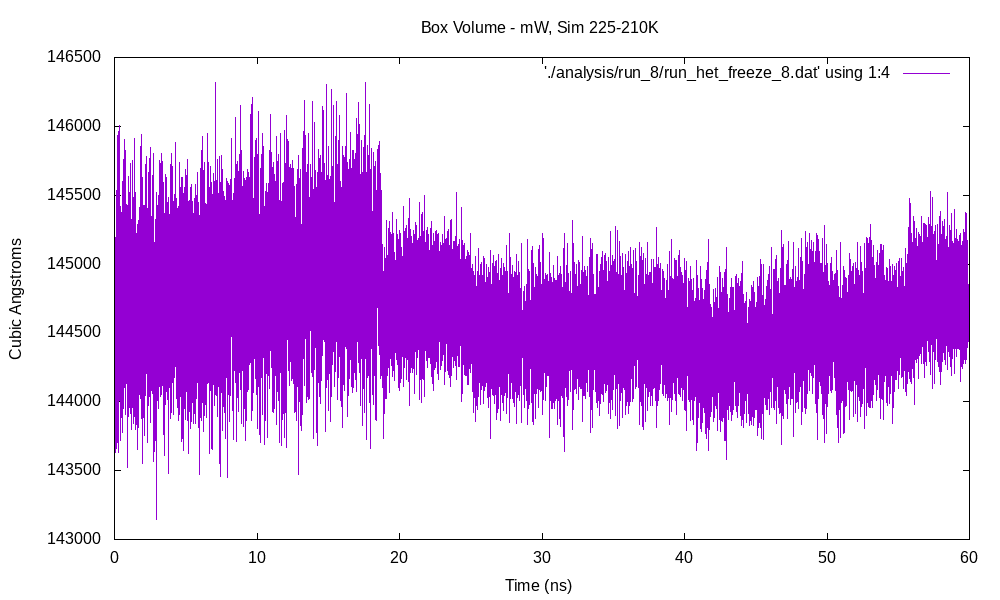 Box Volume - mW, Sim 225-210K
'./analysis/run_8/run_het_freeze_8.dat' using 1:4
146500
146000
145500
145000
144500
144000
143500
143000
Cubic Angstroms
0 10 20 30 40 50 60
Time (ns)